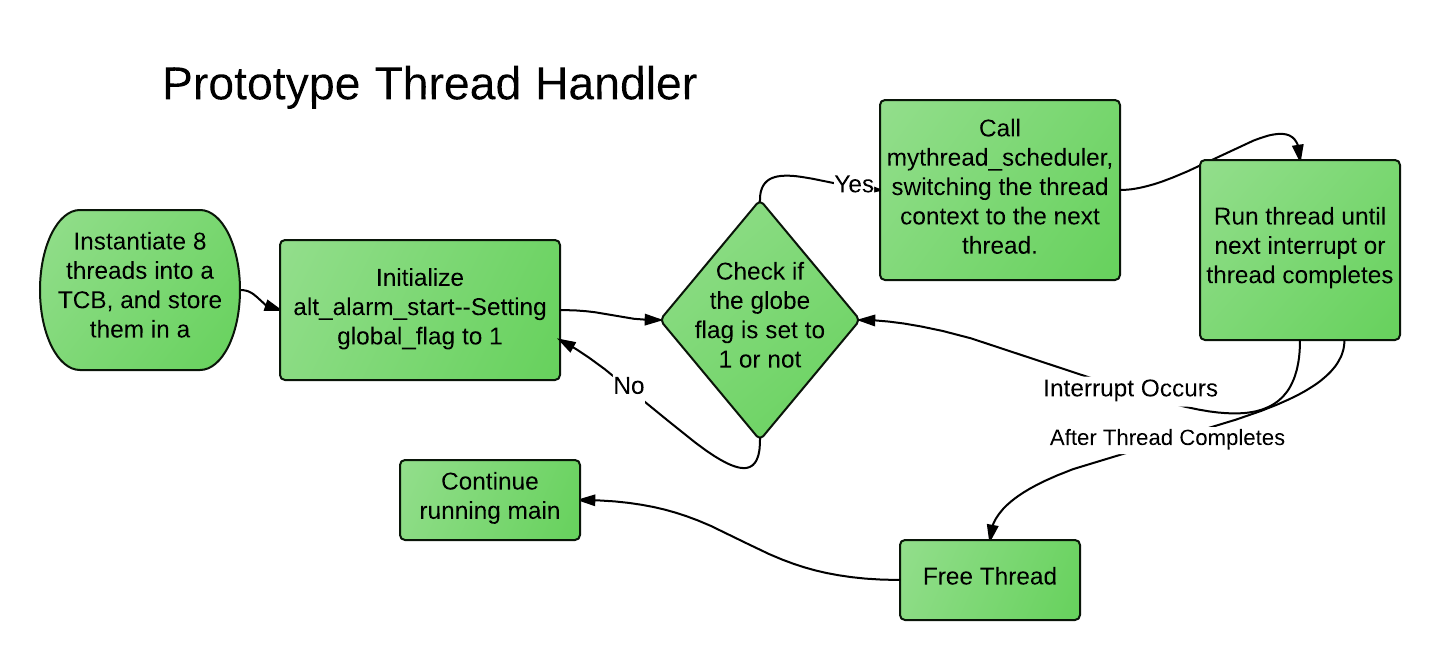 Prototype Thread Handler
Instantiate 8
threads into a
TCB, and store
them in a
Initialize
alt_alarm_start--Setting
global_flag to 1
Check if
the globe
flag is set to
1 or not
Yes
No
Call
mythread_scheduler,
switching the thread
context to the next
thread.
Run thread until
next interrupt or
thread completes
Interrupt Occurs
After Thread Completes
Free Thread
Continue
running main